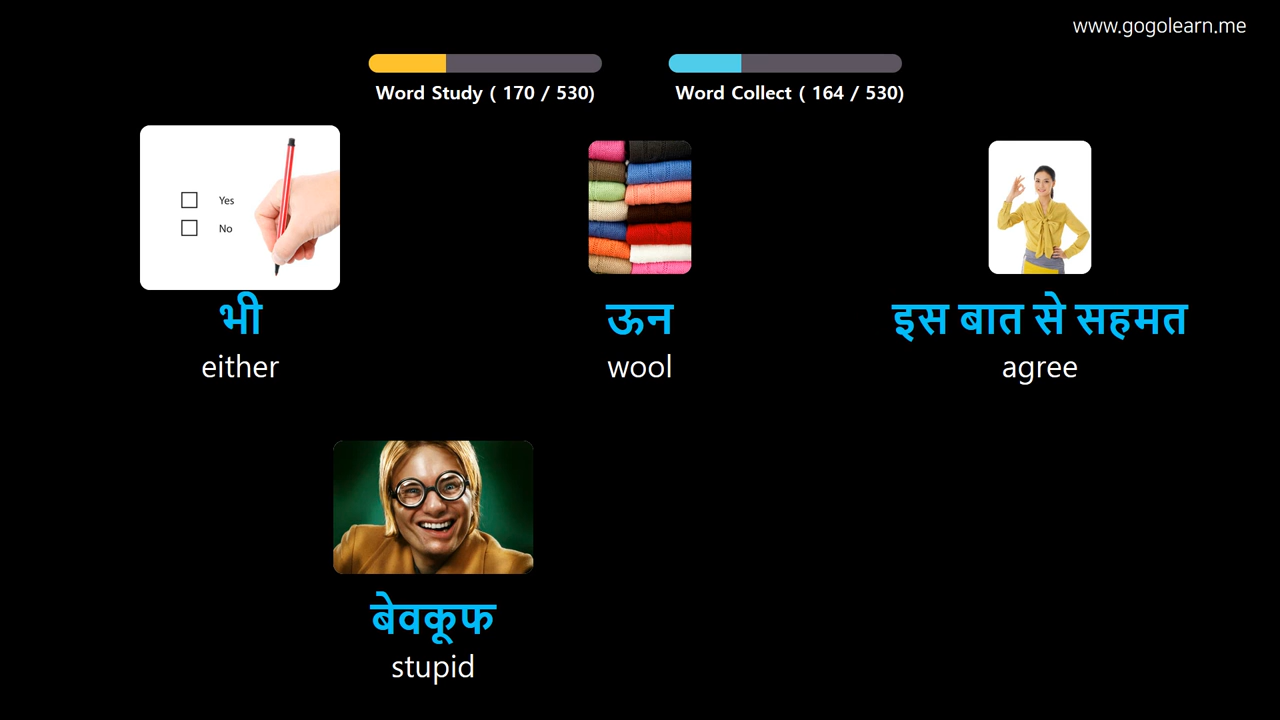 www.gogolearn.me
Word Study ( 170 / 530)
Word Collect ( 164 / 530)
Yes
No
भी
either
ऊन
wool
इस बात से सहमत
agree
बेवकूफ
stupid